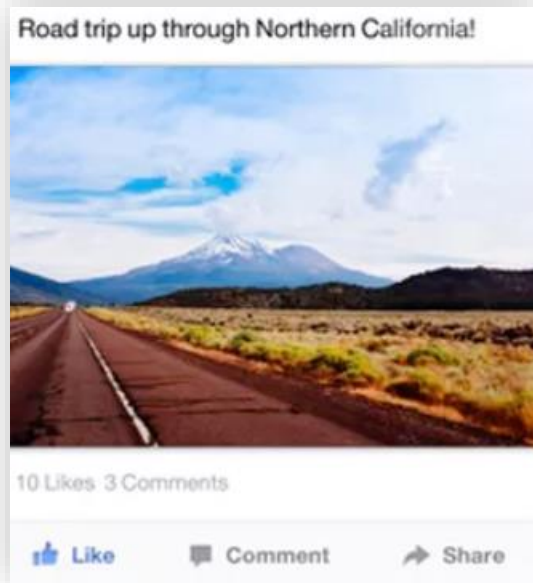 Road trip up through Northern California!
10 Likes 3 Comments
Like Comment Share